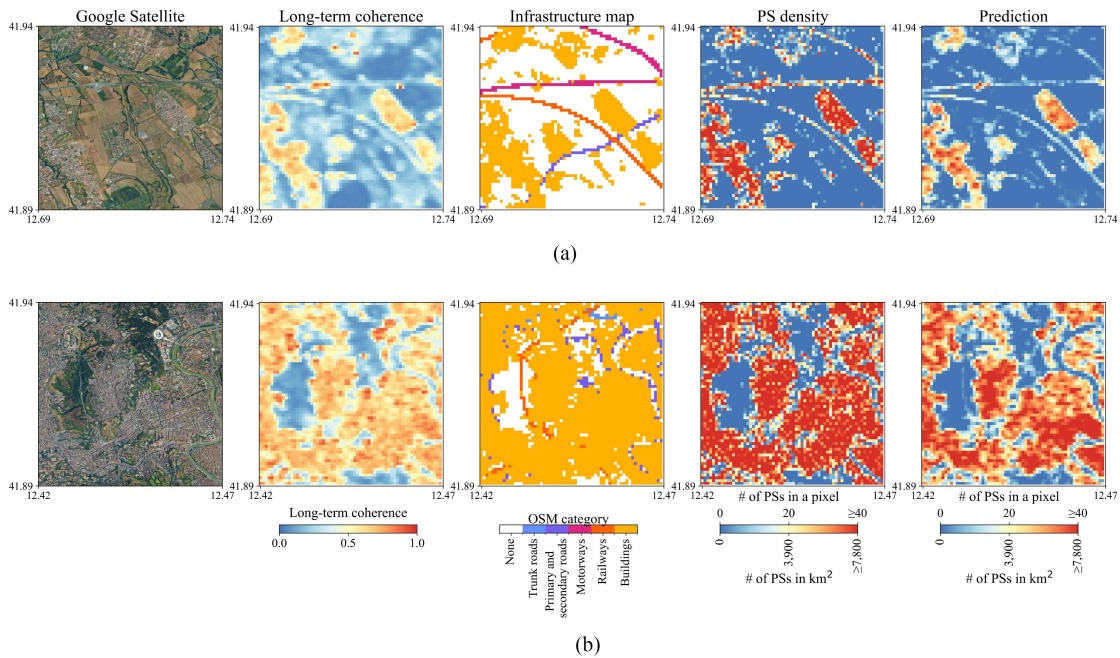 Google Satellite Long-term coherence Infrastructure map PS density Prediction
41.94 41.94 41.94 41.94 41.94
41.89 41.89 41.89 41.89 41.89
12.69 12.74 12.69 12.74 12.69 12.74 12.69 12.74 12.69 12.74
(a)
41.94 41.94 41.94 41.94 41.94
41.89 41.89 41.89 41.89 41.89
12.42 12.47 12.42 12.47 12.42 12.47 12.42 12.47 12.42 12.47
Long-term coherence
0.0 0.5 1.0
OSM category
None
Trunk roads
Primary and
secondary roads
Motorways
Railways
Buildings
# of PSs in a pixel
0 20 ≥40
0 3,900 ≥7,800
# of PSs in km²
# of PSs in a pixel
0 20 ≥40
0 3,900 ≥7,800
# of PSs in km²
(b)